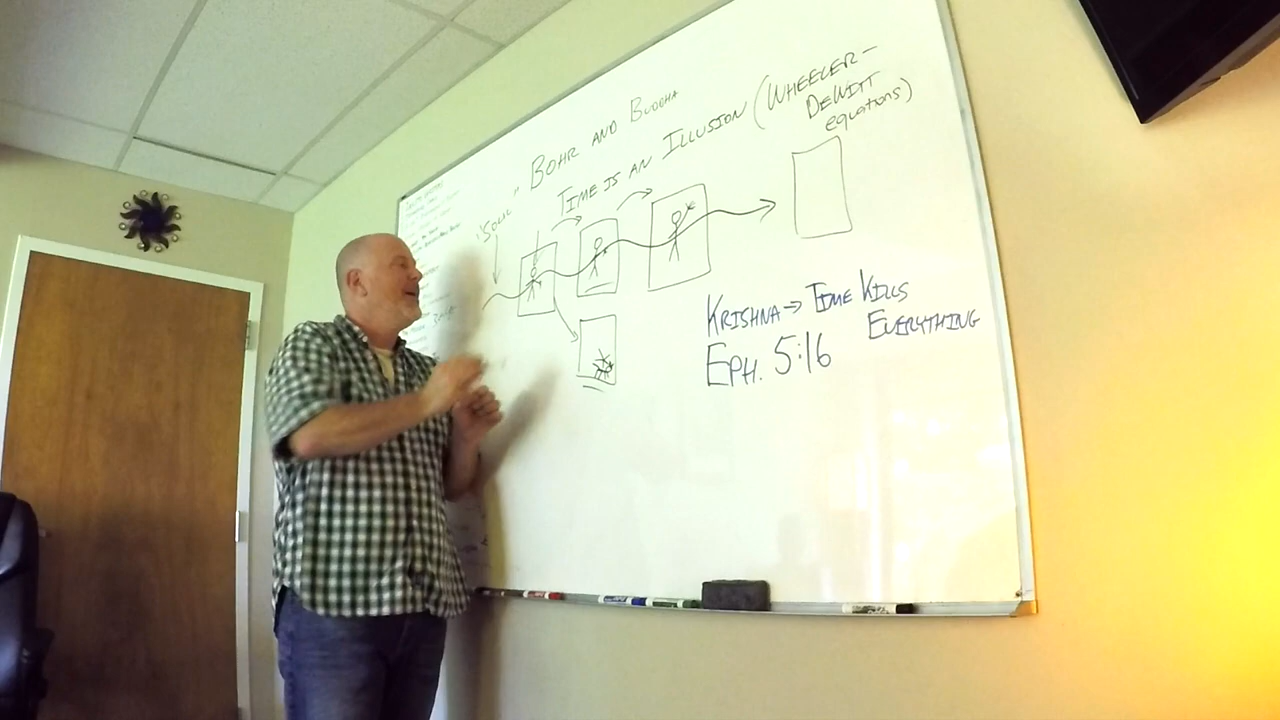 BOHR AND BUDDHA
TIME IS AN ILLUSION (WHEELER-
DEWITT
equations)
"SOUL"
KRISHNA → TIME KILLS
EVERYTHING
EPH. 5:16